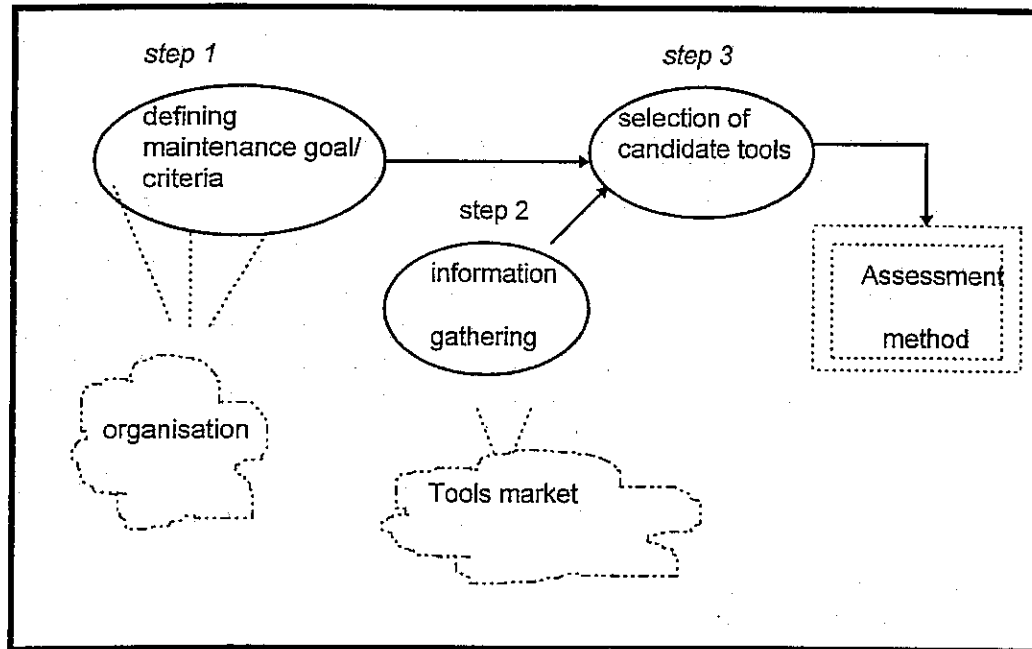 step 1
defining
maintenance goal/
criteria
step 2
information
gathering
step 3
selection of
candidate tools
Assessment
method
organisation
Tools market